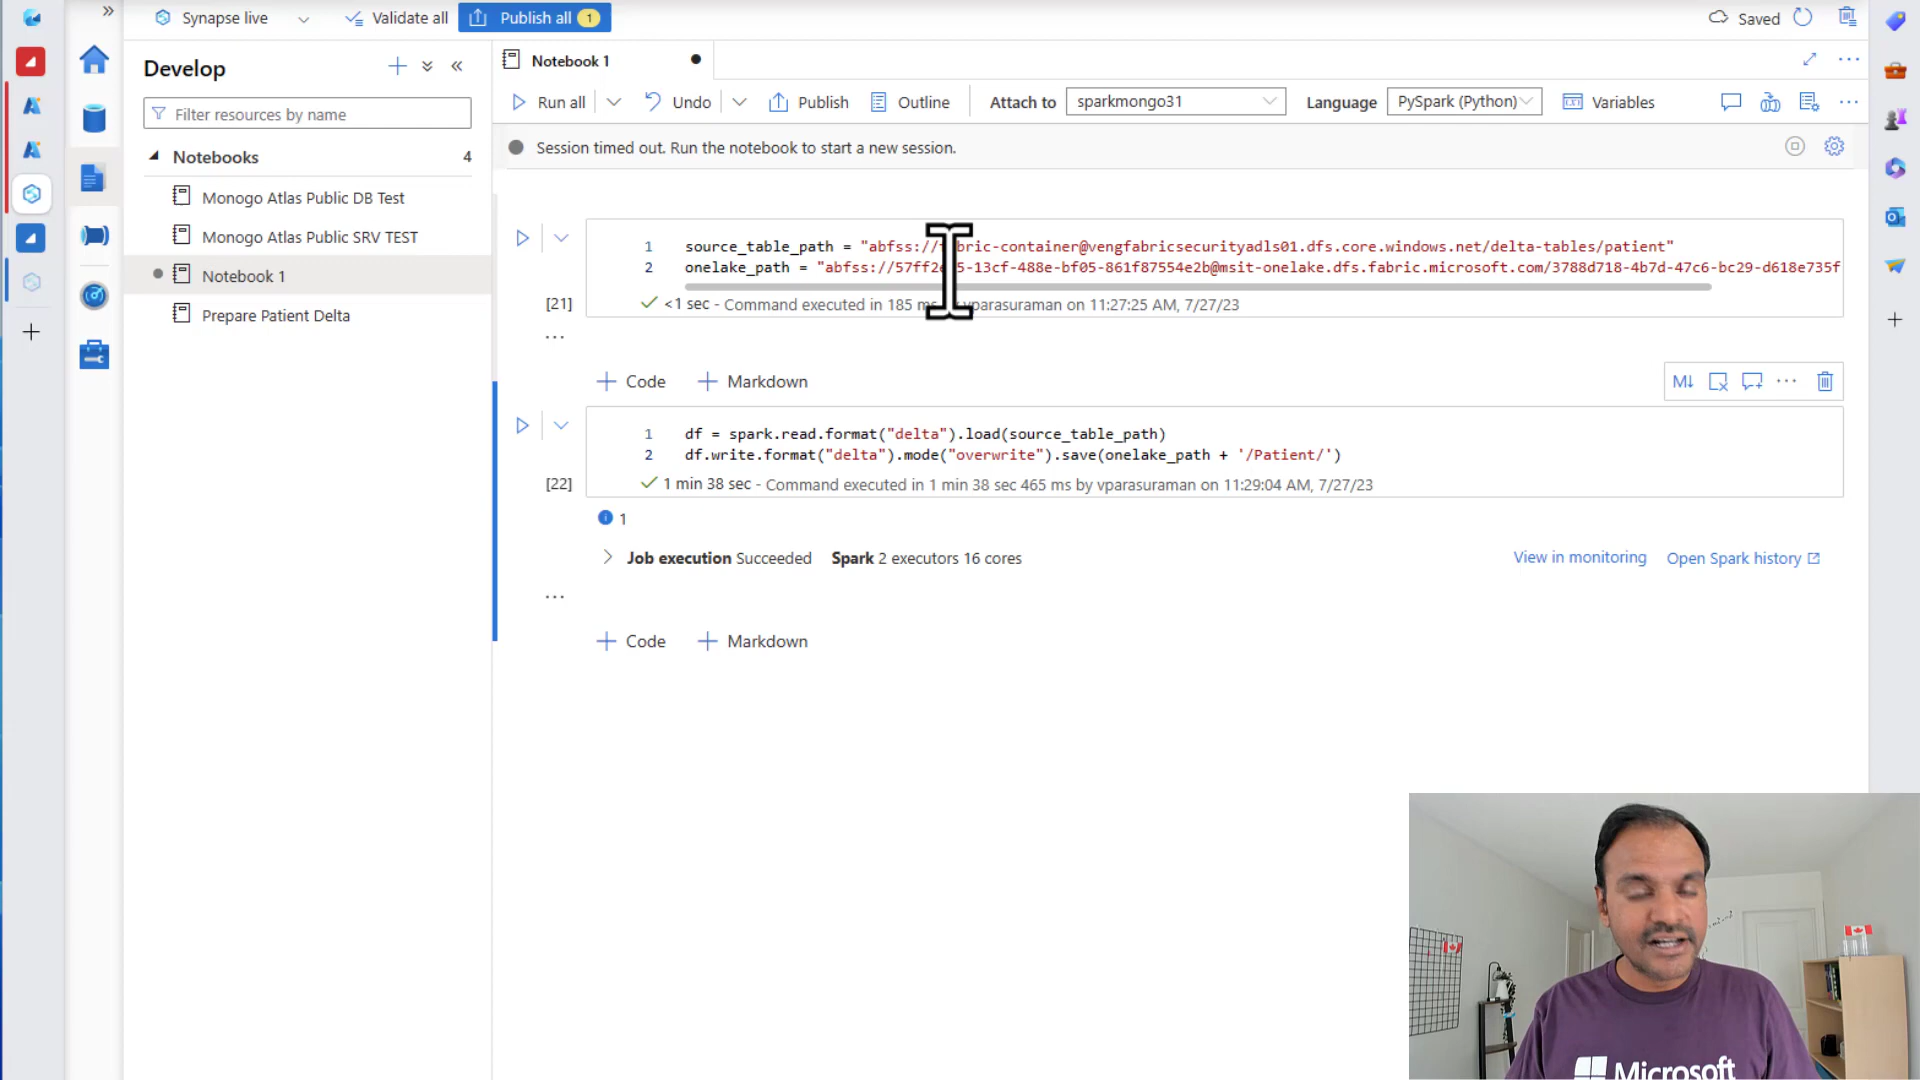 Synapse live
Validate all
Publish all 1
Saved
Develop
Notebook 1
Filter resources by name
Run all
Undo
Publish
Outline
Attach to
sparkmongo31
Language
PySpark (Python)
Variables
Notebooks
4
Session timed out. Run the notebook to start a new session.
Monogo Atlas Public DB Test
Monogo Atlas Public SRV TEST
Notebook 1
Prepare Patient Delta
1 source_table_path = "abfss://fabric-container@vengfabricsecurityadls01.dfs.core.windows.net/delta-tables/patient"
2 onelake_path = "abfss://57ff2 5-13cf-488e-bf05-861f87554e2b@msit-onelake.dfs.fabric.microsoft.com/3788d718-4b7d-47c6-bc29-d618e735f
[21] <1 sec - Command executed in 185 ms by vparasuraman on 11:27:25 AM, 7/27/23
...
+ Code + Markdown
M↓ ...
1 df = spark.read.format("delta").load(source_table_path)
2 df.write.format("delta").mode("overwrite").save(onelake_path + '/Patient/')
[22] 1 min 38 sec - Command executed in 1 min 38 sec 465 ms by vparasuraman on 11:29:04 AM, 7/27/23
1
Job execution Succeeded Spark 2 executors 16 cores
View in monitoring Open Spark history
...
+ Code + Markdown
Microsoft